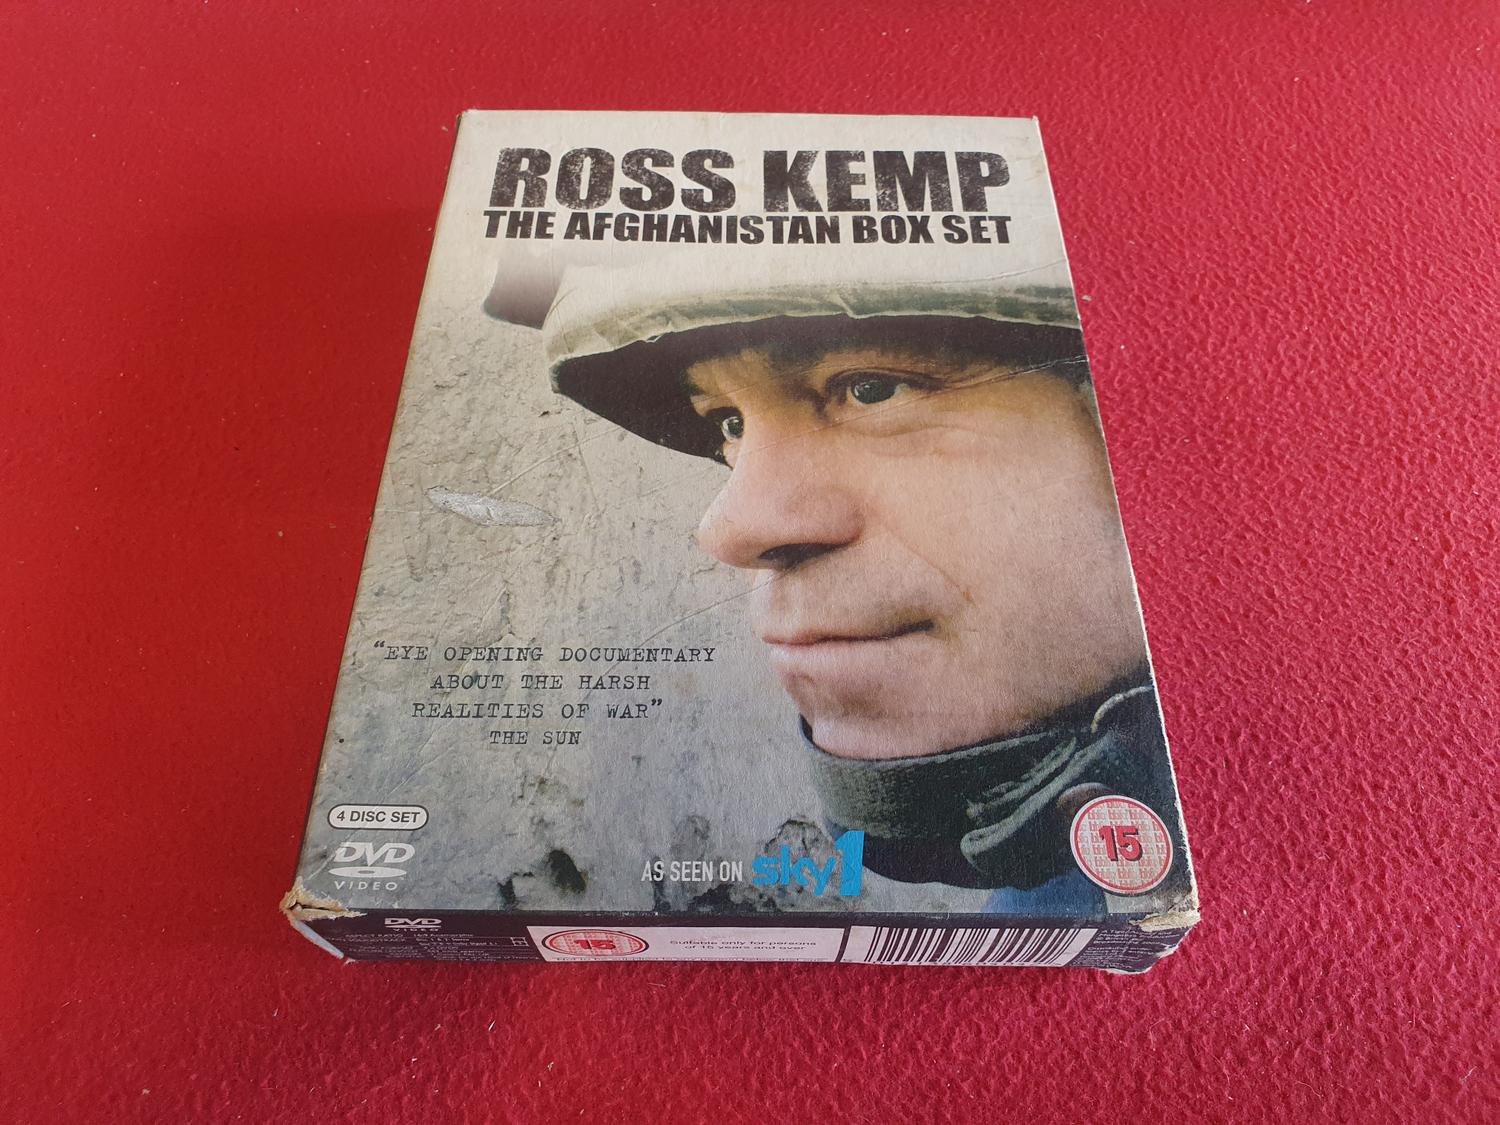 ROSS KEMP
THE AFGHANISTAN BOX SET
“EYE OPENING DOCUMENTARY
ABOUT THE HARSH
REALITIES OF WAR”
THE SUN
4 DISC SET
DVD
VIDEO
AS SEEN ON sky1
15
DVD
VIDEO
15
Suitable only for persons
of 15 years and over